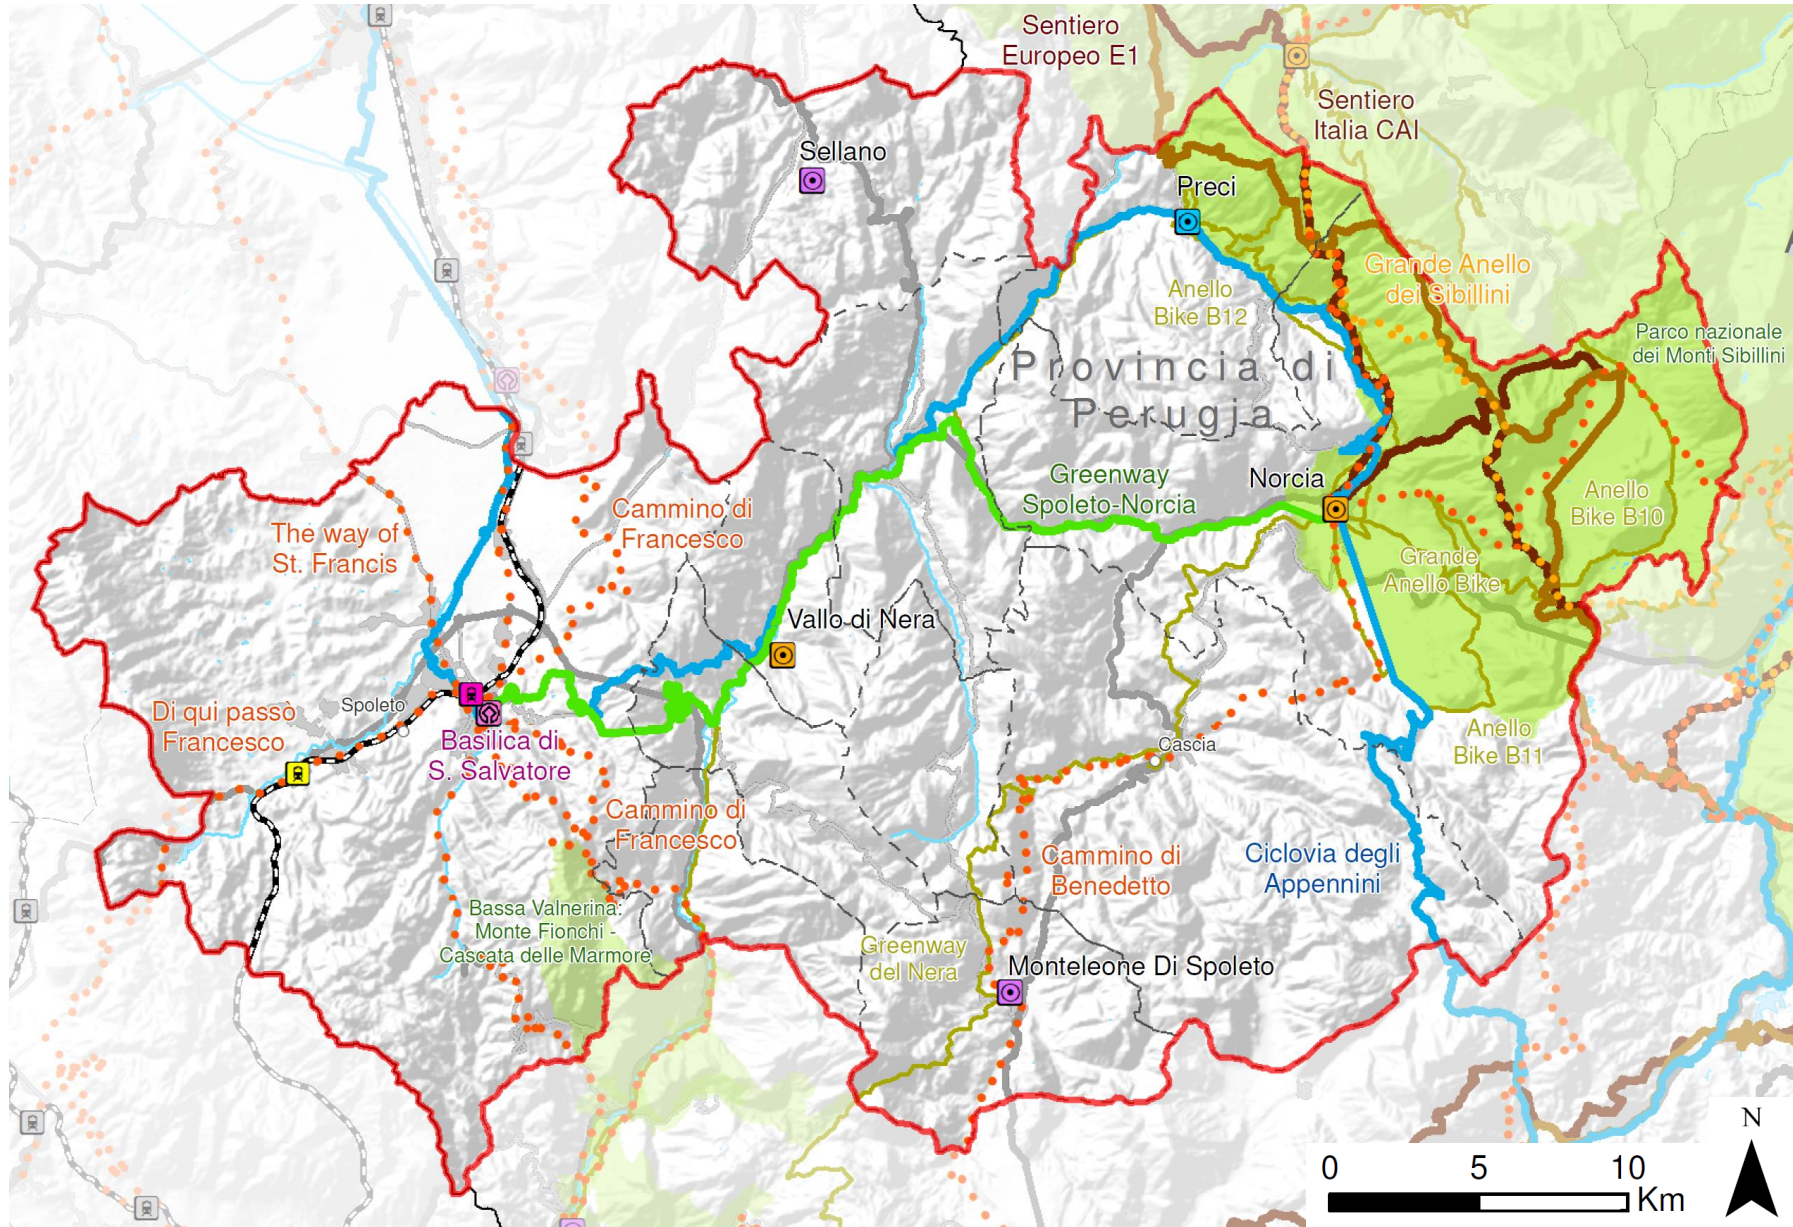 Sentiero
Europeo E1
Sentiero
Italia CAI
Sellano
Preci
Grande Anello
dei Sibillini
Anello
Bike B12
Parco nazionale
dei Monti Sibillini
Provincia di
Perugia
Greenway
Spoleto-Norcia
Norcia
Anello
Bike B10
Cammino di
Francesco
The way of
St. Francis
Grande
Anello Bike
Vallo di Nera
Spoleto
Di qui passò
Francesco
Basilica di
S. Salvatore
Cascia
Anello
Bike B11
Cammino di
Francesco
Cammino di
Benedetto
Ciclovia degli
Appennini
Bassa Valnerina:
Monte Fionchi -
Cascata delle Marmore
Greenway
del Nera
Monteleone Di Spoleto
N
0 5 10
Km